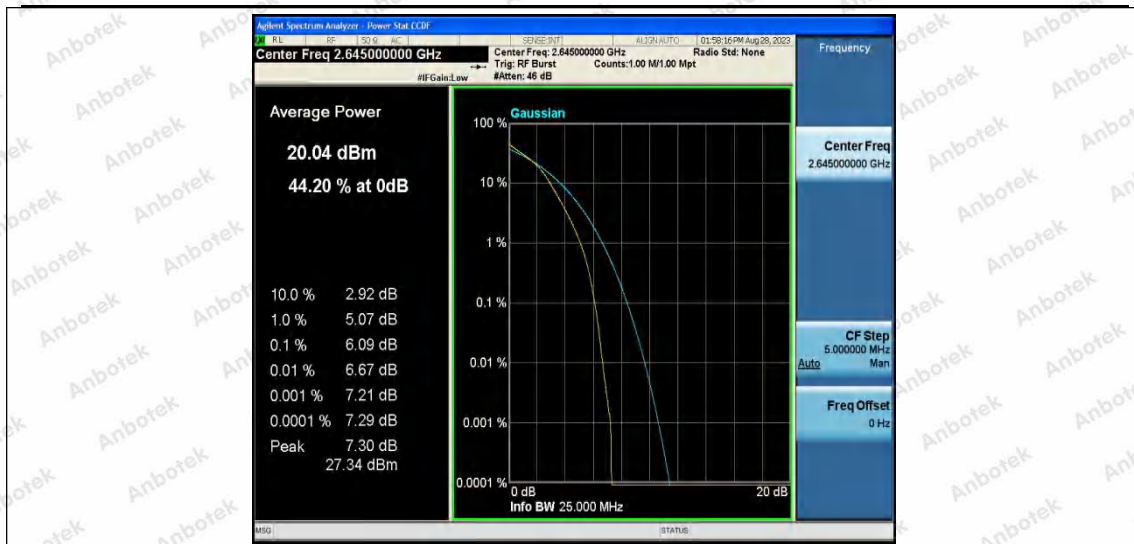 Agilent Spectrum Analyzer - Power Stat CCDF
RL RF 50 Ω AC SENSE:INT ALIGN AUTO 01:58:16 PM Aug 28, 2023
Center Freq 2.645000000 GHz
Center Freq: 2.645000000 GHz Radio Std: None
Trig: RF Burst Counts:1.00 M/1.00 Mpt
#IFGain:Low #Atten: 46 dB
Frequency
Average Power
20.04 dBm
44.20 % at 0dB
10.0 % 2.92 dB
1.0 % 5.07 dB
0.1 % 6.09 dB
0.01 % 6.67 dB
0.001 % 7.21 dB
0.0001 % 7.29 dB
Peak 7.30 dB
27.34 dBm
Gaussian
100 %
10 %
1 %
0.1 %
0.01 %
0.001 %
0.0001 %
0 dB 20 dB
Info BW 25.000 MHz
Center Freq
2.645000000 GHz
CF Step
5.000000 MHz
Auto Man
Freq Offset
0 Hz
MSG STATUS
Anbotek